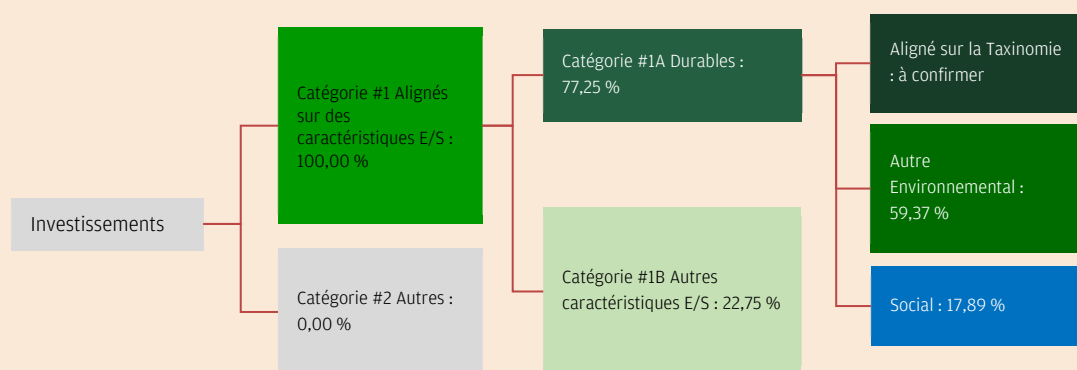 Investissements
Catégorie #1 Alignés
sur des
caractéristiques E/S :
100,00 %
Catégorie #2 Autres :
0,00 %
Catégorie #1A Durables :
77,25 %
Catégorie #1B Autres
caractéristiques E/S : 22,75 %
Aligné sur la Taxinomie
: à confirmer
Autre
Environnemental :
59,37 %
Social : 17,89 %